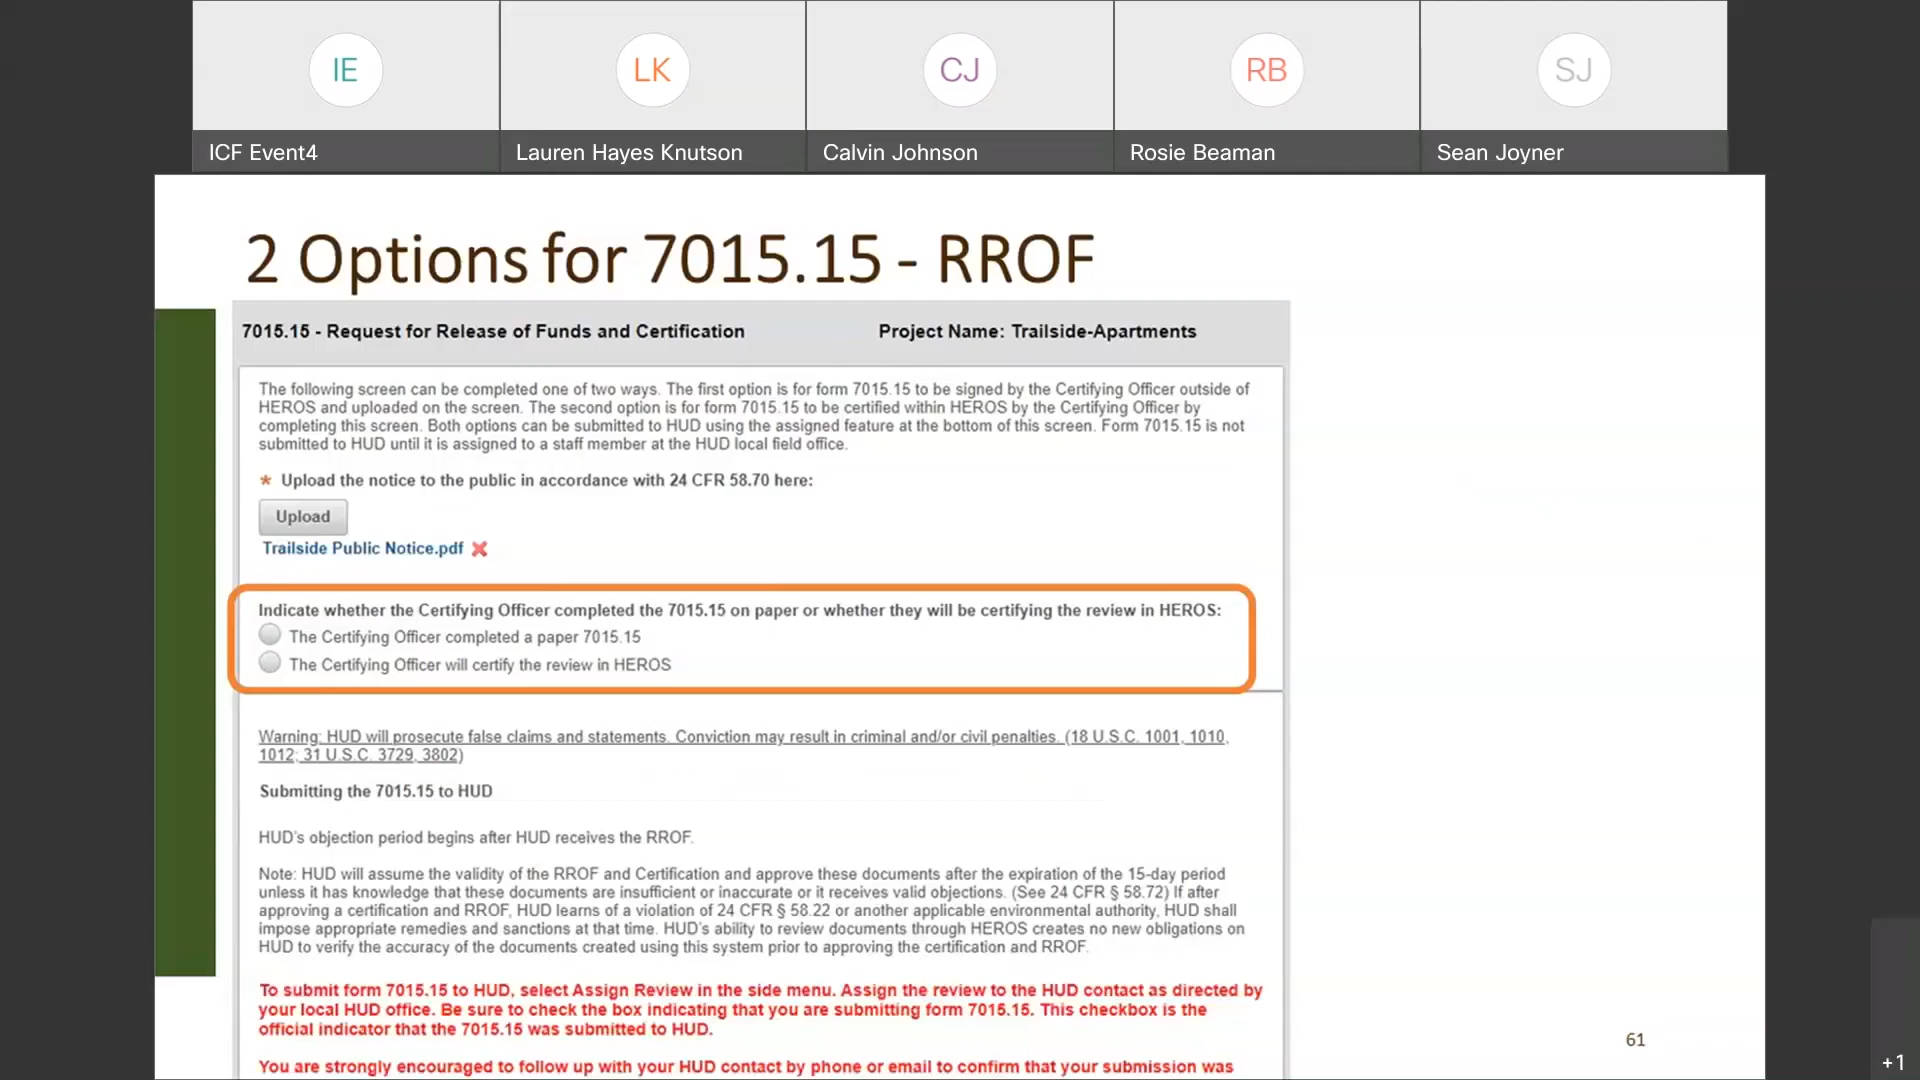 IE
LK
CJ
RB
SJ
ICF Event4
Lauren Hayes Knutson
Calvin Johnson
Rosie Beaman
Sean Joyner
2 Options for 7015.15 - RROF
7015.15 - Request for Release of Funds and Certification
Project Name: Trailside-Apartments
The following screen can be completed one of two ways. The first option is for form 7015.15 to be signed by the Certifying Officer outside of
HEROS and uploaded on the screen. The second option is for form 7015.15 to be certified within HEROS by the Certifying Officer by
completing this screen. Both options can be submitted to HUD using the assigned feature at the bottom of this screen. Form 7015.15 is not
submitted to HUD until it is assigned to a staff member at the HUD local field office.
* Upload the notice to the public in accordance with 24 CFR 58.70 here:
Upload
Trailside Public Notice.pdf
Indicate whether the Certifying Officer completed the 7015.15 on paper or whether they will be certifying the review in HEROS:
The Certifying Officer completed a paper 7015.15
The Certifying Officer will certify the review in HEROS
Warning: HUD will prosecute false claims and statements. Conviction may result in criminal and/or civil penalties. (18 U.S.C. 1001, 1010,
1012; 31 U.S.C. 3729, 3802)
Submitting the 7015.15 to HUD
HUD's objection period begins after HUD receives the RROF.
Note: HUD will assume the validity of the RROF and Certification and approve these documents after the expiration of the 15-day period
unless it has knowledge that these documents are insufficient or inaccurate or it receives valid objections. (See 24 CFR § 58.72) If after
approving a certification and RROF, HUD learns of a violation of 24 CFR § 58.22 or another applicable environmental authority, HUD shall
impose appropriate remedies and sanctions at that time. HUD's ability to review documents through HEROS creates no new obligations on
HUD to verify the accuracy of the documents created using this system prior to approving the certification and RROF.
To submit form 7015.15 to HUD, select Assign Review in the side menu. Assign the review to the HUD contact as directed by
your local HUD office. Be sure to check the box indicating that you are submitting form 7015.15. This checkbox is the
official indicator that the 7015.15 was submitted to HUD.
You are strongly encouraged to follow up with your HUD contact by phone or email to confirm that your submission was
61
+1